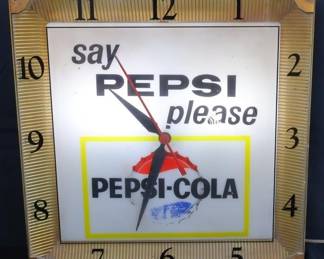 11 12 1
10 2
9 3
8 4
7 6 5
say
PEPSI
please
PEPSI-COLA